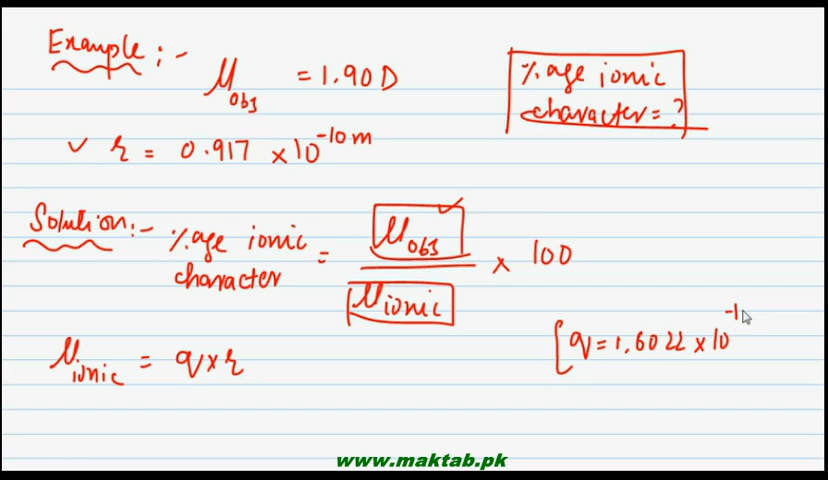 Example :-
μobs = 1.90 D
%age ionic
character = ?
✓ r = 0.917 × 10^-10 m
Solution :- %age ionic character = μobs / μionic × 100
μionic = q × r
[q = 1.6022 × 10^-1
www.maktab.pk